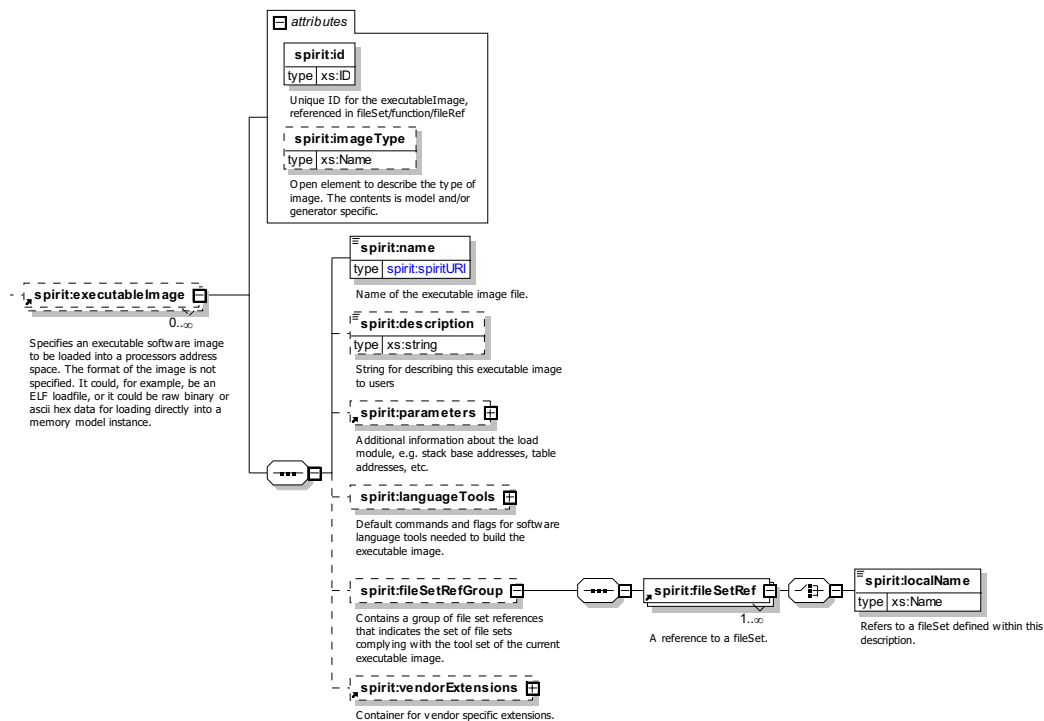 attributes
spirit:id
type xs:ID
Unique ID for the executableImage,
referenced in fileSet/function/fileRef
spirit:imageType
type xs:Name
Open element to describe the type of
image. The contents is model and/or
generator specific.
spirit:executableImage
0..∞
Specifies an executable software image
to be loaded into a processors address
space. The format of the image is not
specified. It could, for example, be an
ELF loadfile, or it could be raw binary or
ascii hex data for loading directly into a
memory model instance.
spirit:name
type spirit:spiritURI
Name of the executable image file.
spirit:description
type xs:string
String for describing this executable image
to users
spirit:parameters
Additional information about the load
module, e.g. stack base addresses, table
addresses, etc.
spirit:languageTools
Default commands and flags for software
language tools needed to build the
executable image.
spirit:fileSetRefGroup
Contains a group of file set references
that indicates the set of file sets
complying with the tool set of the current
executable image.
spirit:fileSetRef
1..∞
A reference to a fileSet.
spirit:localName
type xs:Name
Refers to a fileSet defined within this
description.
spirit:vendorExtensions
Container for vendor specific extensions.